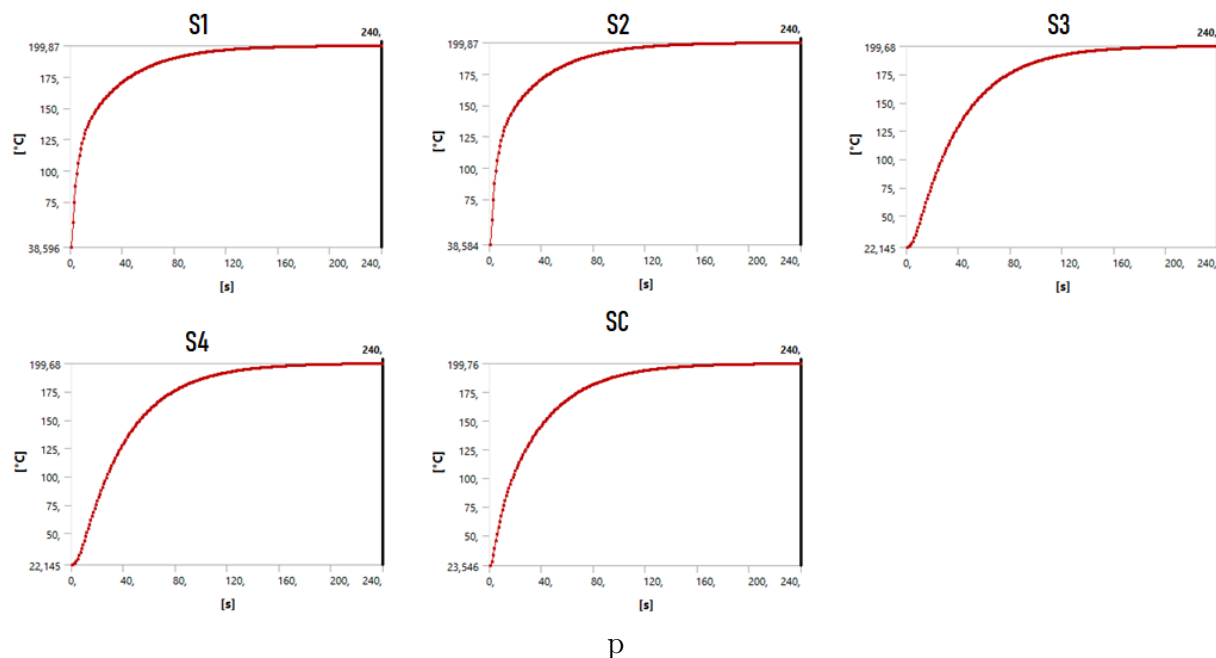 S1
240,
199,87
175,
150,
125,
100,
75,
38,596
[°C]
0, 40, 80, 120, 160, 200, 240,
[s]
S2
240,
199,87
175,
150,
125,
100,
75,
38,584
[°C]
0, 40, 80, 120, 160, 200, 240,
[s]
S3
240,
199,68
175,
150,
125,
100,
75,
50,
22,145
[°C]
0, 40, 80, 120, 160, 200, 240,
[s]
S4
240,
199,68
175,
150,
125,
100,
75,
50,
22,145
[°C]
0, 40, 80, 120, 160, 200, 240,
[s]
SC
240,
199,76
175,
150,
125,
100,
75,
50,
23,546
[°C]
0, 40, 80, 120, 160, 200, 240,
[s]
p